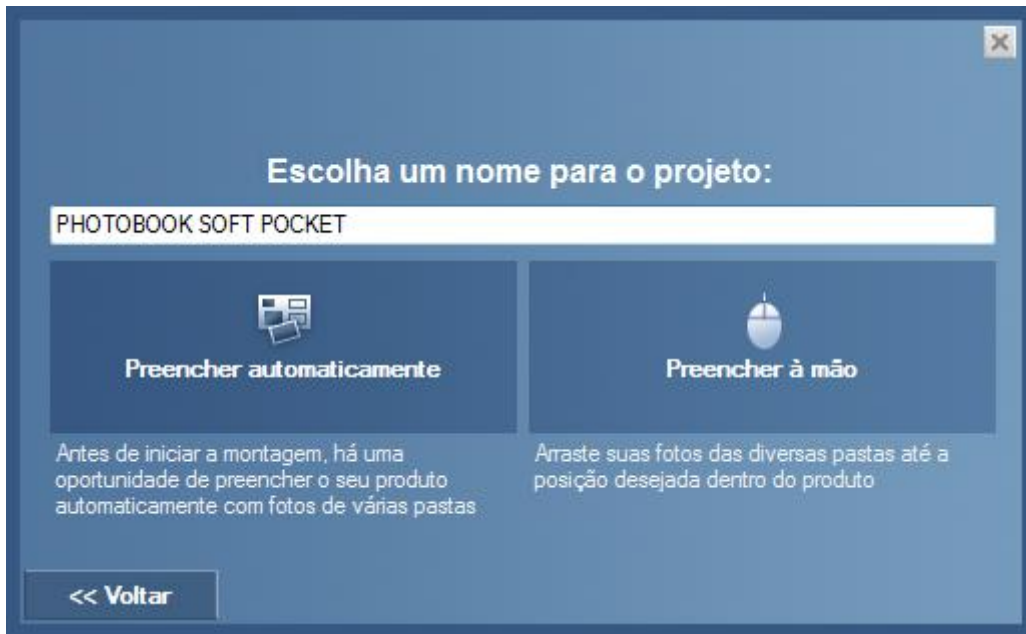 Escolha um nome para o projeto:
PHOTOBOOK SOFT POCKET
Preencher automaticamente
Preencher à mão
Antes de iniciar a montagem, há uma
oportunidade de preencher o seu produto
automaticamente com fotos de várias pastas
Arraste suas fotos das diversas pastas até a
posição desejada dentro do produto
<< Voltar